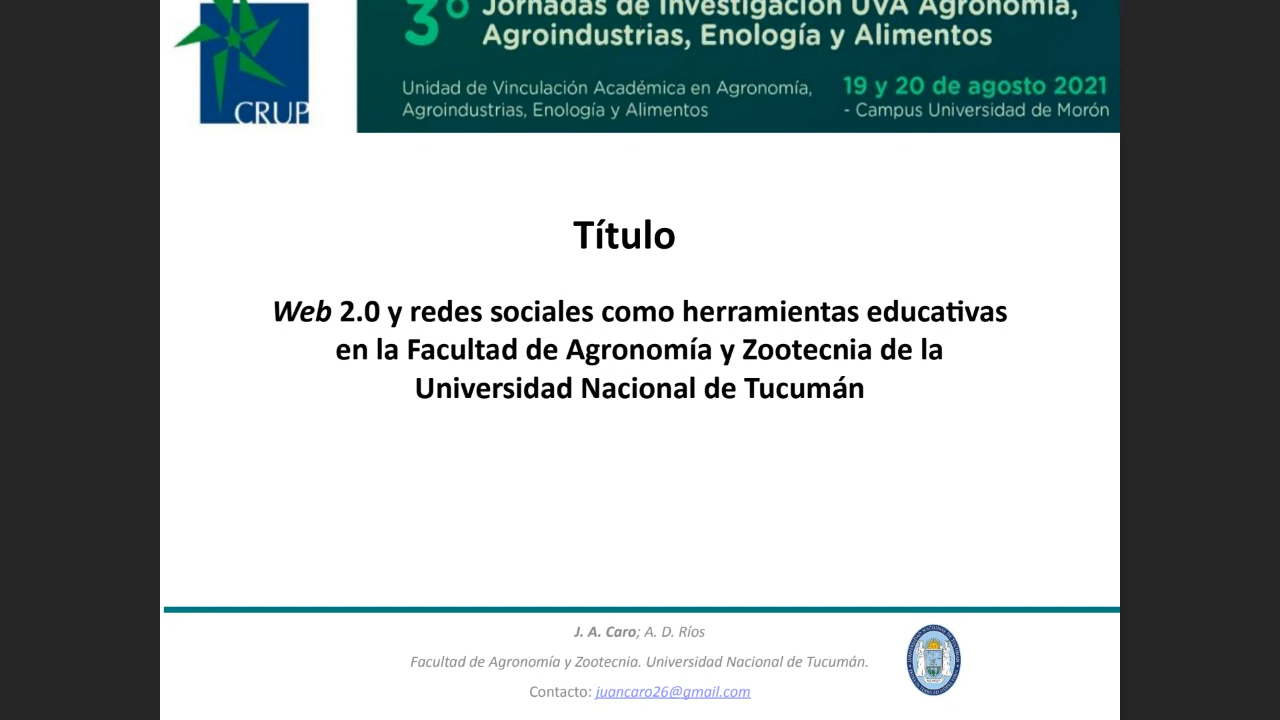 CRUP
3º Jornadas de Investigación UVA Agronomía,
Agroindustrias, Enología y Alimentos
Unidad de Vinculación Académica en Agronomía,
Agroindustrias, Enología y Alimentos
19 y 20 de agosto 2021
- Campus Universidad de Morón
Título
Web 2.0 y redes sociales como herramientas educativas
en la Facultad de Agronomía y Zootecnia de la
Universidad Nacional de Tucumán
J. A. Caro; A. D. Ríos
Facultad de Agronomía y Zootecnia. Universidad Nacional de Tucumán.
Contacto: juancaro26@gmail.com